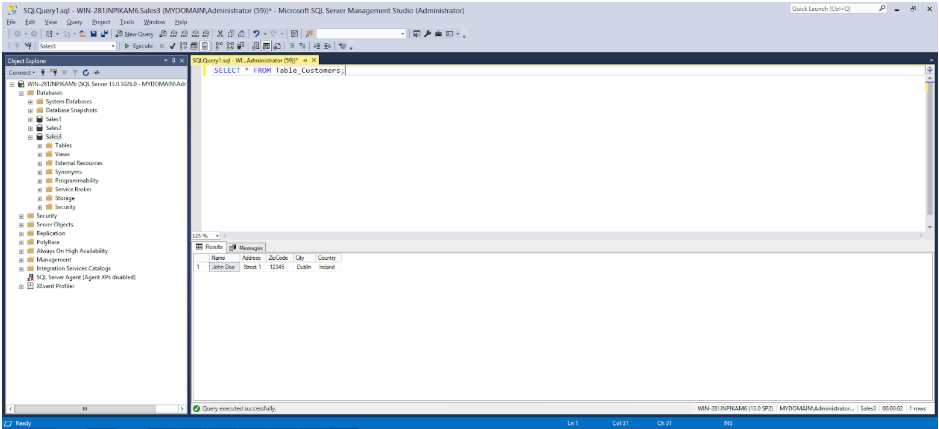 SQLQuery1.sql - WIN-281JNPIKAM6.Sales3 (MYDOMAIN\Administrator (59))* - Microsoft SQL Server Management Studio (Administrator)
Quick Launch (Ctrl+Q)
File Edit View Query Project Tools Window Help
New Query
Sales3
Execute
Object Explorer
SQLQuery1.sql - WI...Administrator (59))*
Connect
SELECT * FROM Table_Customers;
WIN-281JNPIKAM6 (SQL Server 13.0.5026.0 - MYDOMAIN\Adr
Databases
System Databases
Database Snapshots
Sales1
Sales2
Sales3
Tables
Views
External Resources
Synonyms
Programmability
Service Broker
Storage
Security
Security
Server Objects
Replication
PolyBase
Always On High Availability
Management
Integration Services Catalogs
SQL Server Agent (Agent XPs disabled)
XEvent Profiler
125 %
Results Messages
Name Address ZipCode City Country
1 John Doe Street 1 12345 Dublin Ireland
Query executed successfully.
WIN-281JNPIKAM6 (13.0 SP2) MYDOMAIN\Administrator... Sales3 00:00:02 1 rows
Ready
Ln 1 Col 31 Ch 31 INS